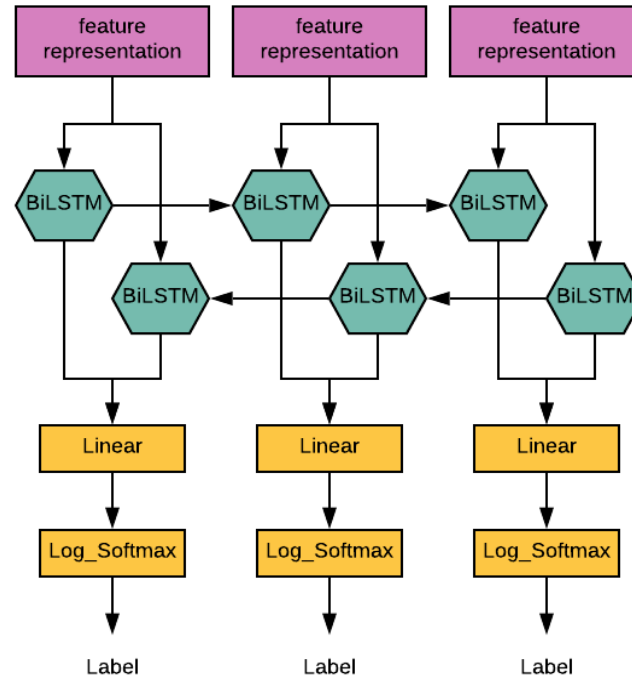 feature
representation
feature
representation
feature
representation
BiLSTM
BiLSTM
BiLSTM
BiLSTM
BiLSTM
BiLSTM
Linear
Linear
Linear
Log_Softmax
Log_Softmax
Log_Softmax
Label
Label
Label